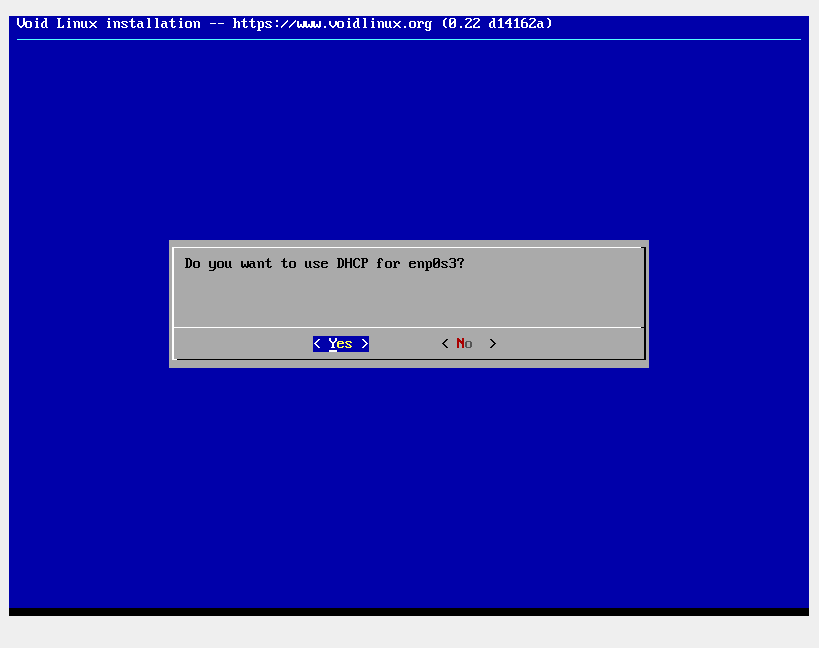 Void Linux installation -- https://www.voidlinux.org (0.22 d14162a)
Do you want to use DHCP for enp0s3?
< Yes > < No >